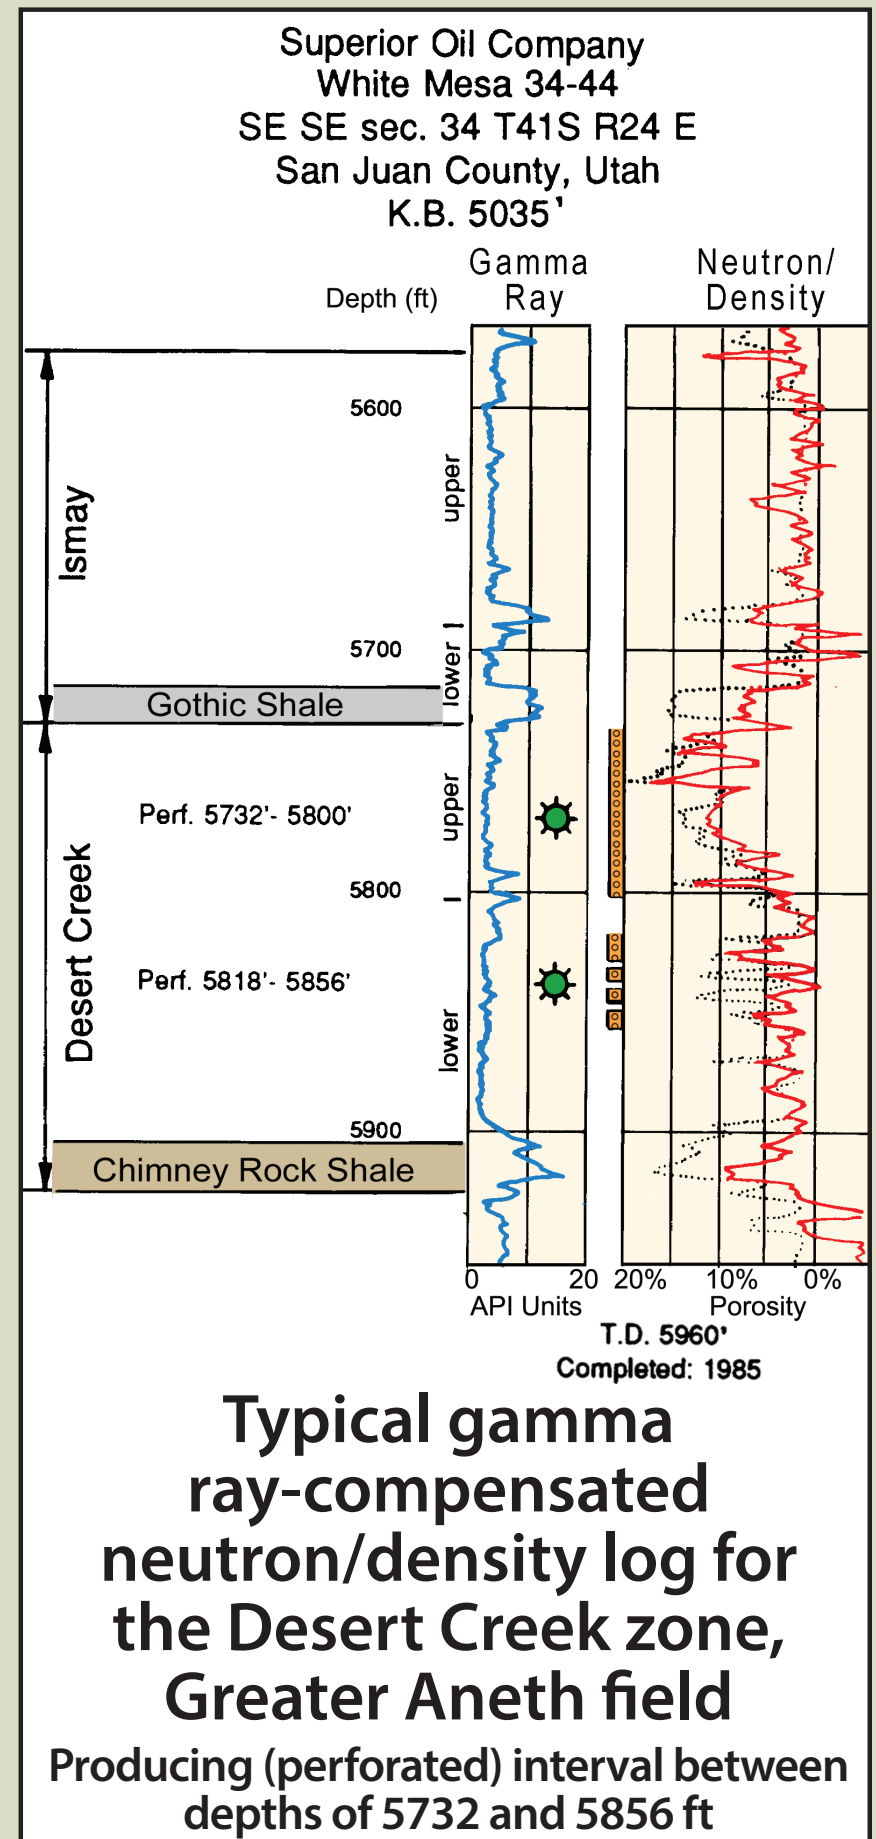 Superior Oil Company
White Mesa 34-44
SE SE sec. 34 T41S R24 E
San Juan County, Utah
K.B. 5035'
Gamma
Ray
Neutron/
Density
Depth (ft)
5600
upper
Ismay
5700
lower
Gothic Shale
Perf. 5732'- 5800'
upper
5800
Desert Creek
Perf. 5818'- 5856'
lower
5900
Chimney Rock Shale
0 20 20% 10% 0%
API Units Porosity
T.D. 5960'
Completed: 1985
Typical gamma
ray-compensated
neutron/density log for
the Desert Creek zone,
Greater Aneth field
Producing (perforated) interval between
depths of 5732 and 5856 ft